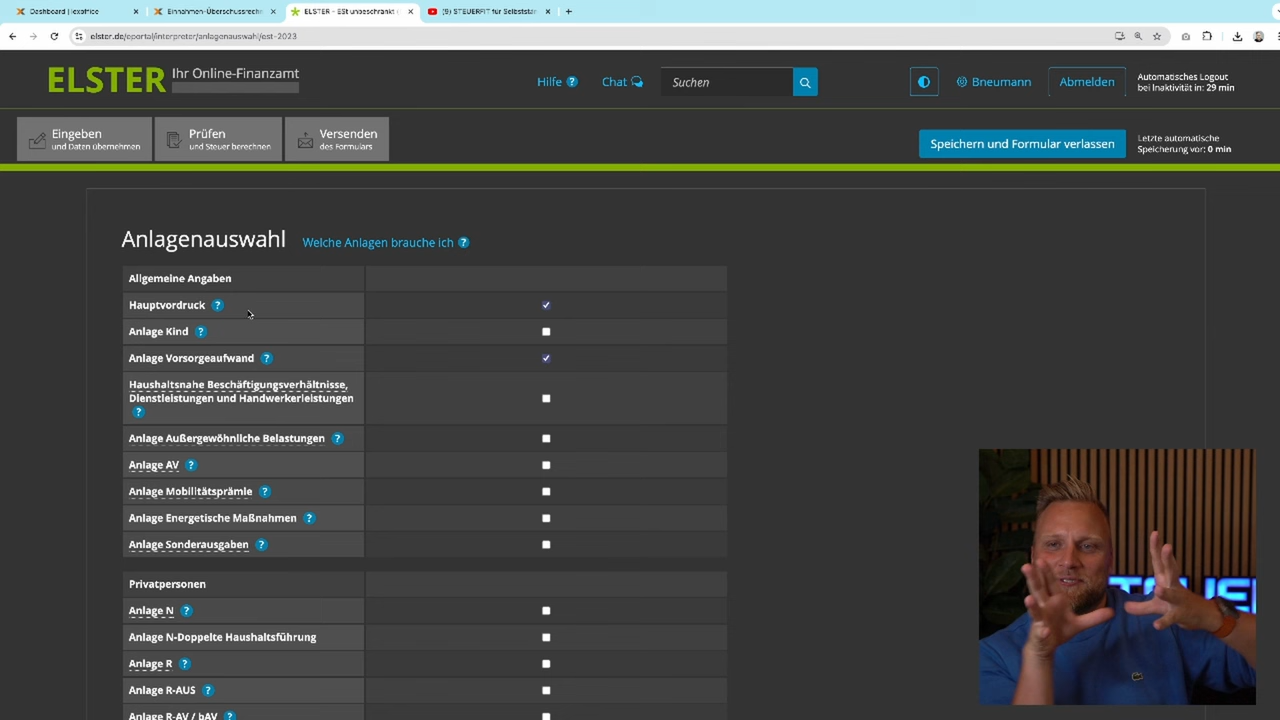 Dashboard | lexoffice
Einnahmen-Überschussrechn
ELSTER - ESt unbeschränkt (
(9) STEUERFIT für Selbststän
elster.de/eportal/interpreter/anlagenauswahl/est-2023
ELSTER
Ihr Online-Finanzamt
Hilfe ?
Chat
Suchen
Bneumann
Abmelden
Automatisches Logout
bei Inaktivität in: 29 min
Eingeben
und Daten übernehmen
Prüfen
und Steuer berechnen
Versenden
des Formulars
Speichern und Formular verlassen
Letzte automatische
Speicherung vor: 0 min
Anlagenauswahl
Welche Anlagen brauche ich ?
Allgemeine Angaben
Hauptvordruck ?
Anlage Kind ?
Anlage Vorsorgeaufwand ?
Haushaltsnahe Beschäftigungsverhältnisse,
Dienstleistungen und Handwerkerleistungen
?
Anlage Außergewöhnliche Belastungen ?
Anlage AV ?
Anlage Mobilitätsprämie ?
Anlage Energetische Maßnahmen ?
Anlage Sonderausgaben ?
Privatpersonen
Anlage N ?
Anlage N-Doppelte Haushaltsführung
Anlage R ?
Anlage R-AUS ?
Anlage R-AV / bAV ?